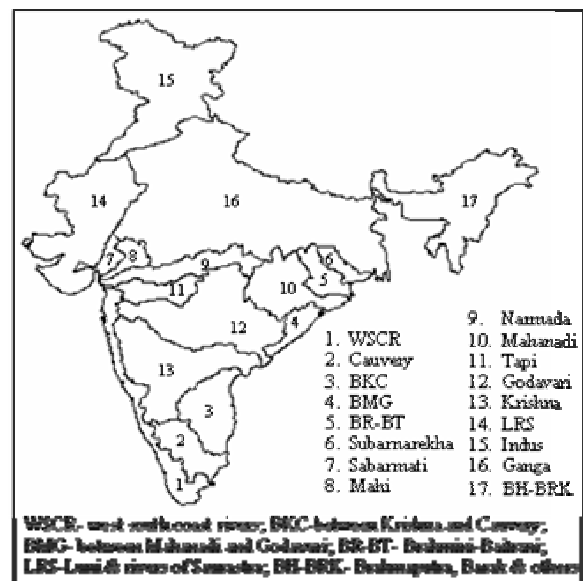 15
14
16
17
7
8
9
6
5
10
11
4
12
13
3
2
1
1. WSCR
2. Cauvery
3. BKC
4. BMG
5. BR-BT
6. Subarnarekha
7. Sabarmati
8. Mahi
9. Narmada
10. Mahanadi
11. Tapi
12. Godavari
13. Krishna
14. LRS
15. Indus
16. Ganga
17. BH-BRK
WSCR- west south coast rivers; BKC-between Krishna and Cauvery;
BMG- between Mahanadi and Godavari; BR-BT- Brahmini-Baitrani;
LRS-Luni & rivers of Saurastra; BH-BRK- Brahmaputra, Barak & others